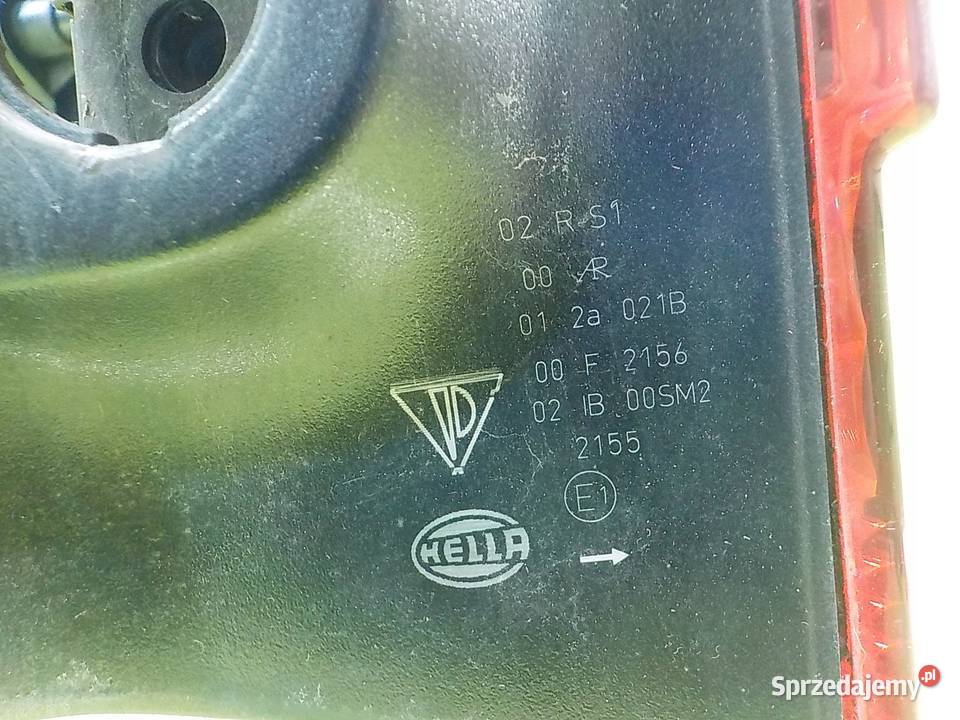 02 R-S1
00 AR
01 2a 021B
00 F 2156
02 IB 00SM2
2155
E1
HELLA
Sprzedajemy.pl